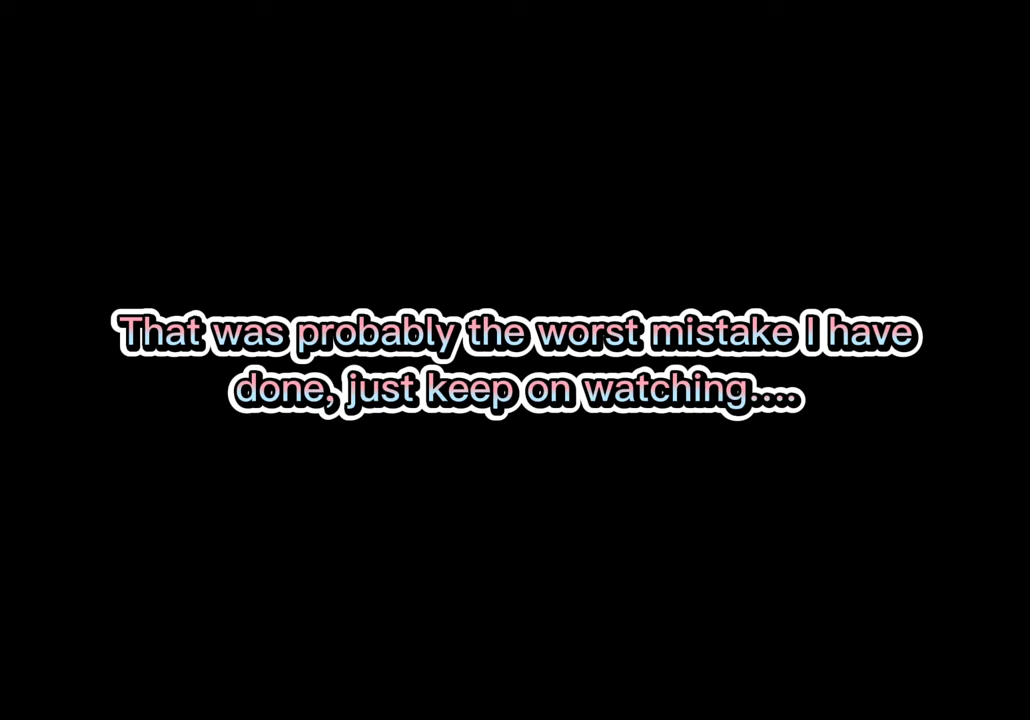 That was probably the worst mistake I have
done, just keep on watching....